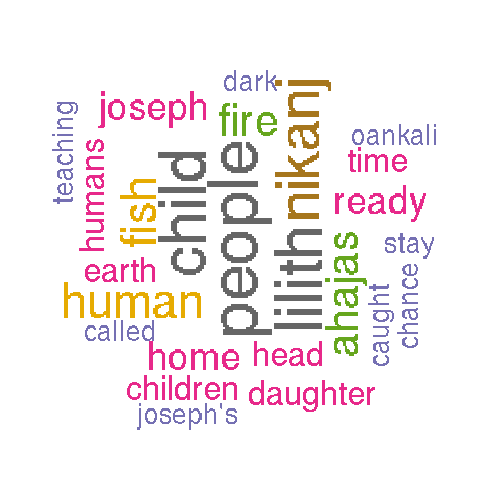 dark
joseph
fire
nikanj
teaching
humans
fish
child
people
lilith
oankali
time
ready
earth
human
ahajas
stay
called
caught
chance
home
head
children
daughter
joseph's